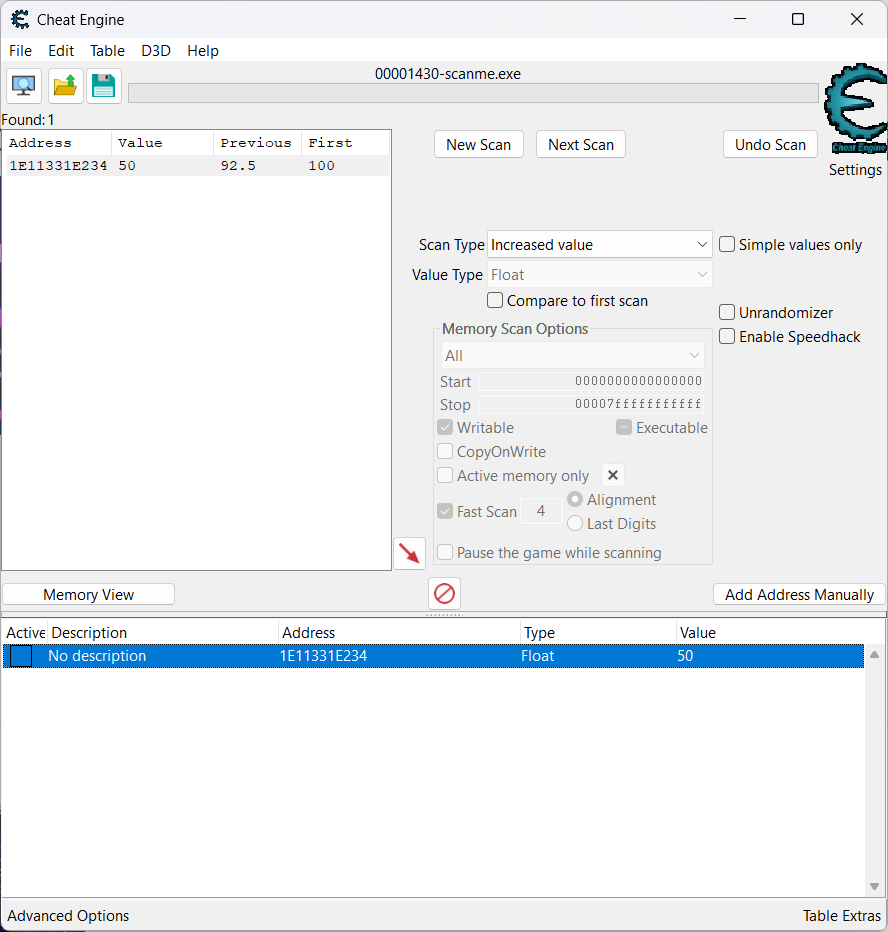 Cheat Engine
File Edit Table D3D Help
00001430-scanme.exe
Found: 1
Address Value Previous First
1E11331E234 50 92.5 100
New Scan Next Scan Undo Scan
Cheat Engine
Settings
Scan Type Increased value Simple values only
Value Type Float
Compare to first scan
Unrandomizer
Memory Scan Options
Enable Speedhack
All
Start 0000000000000000
Stop 00007fffffffffff
Writable Executable
CopyOnWrite
Active memory only
Fast Scan 4 Alignment
Last Digits
Pause the game while scanning
Memory View Add Address Manually
Active Description Address Type Value
No description 1E11331E234 Float 50
Advanced Options Table Extras